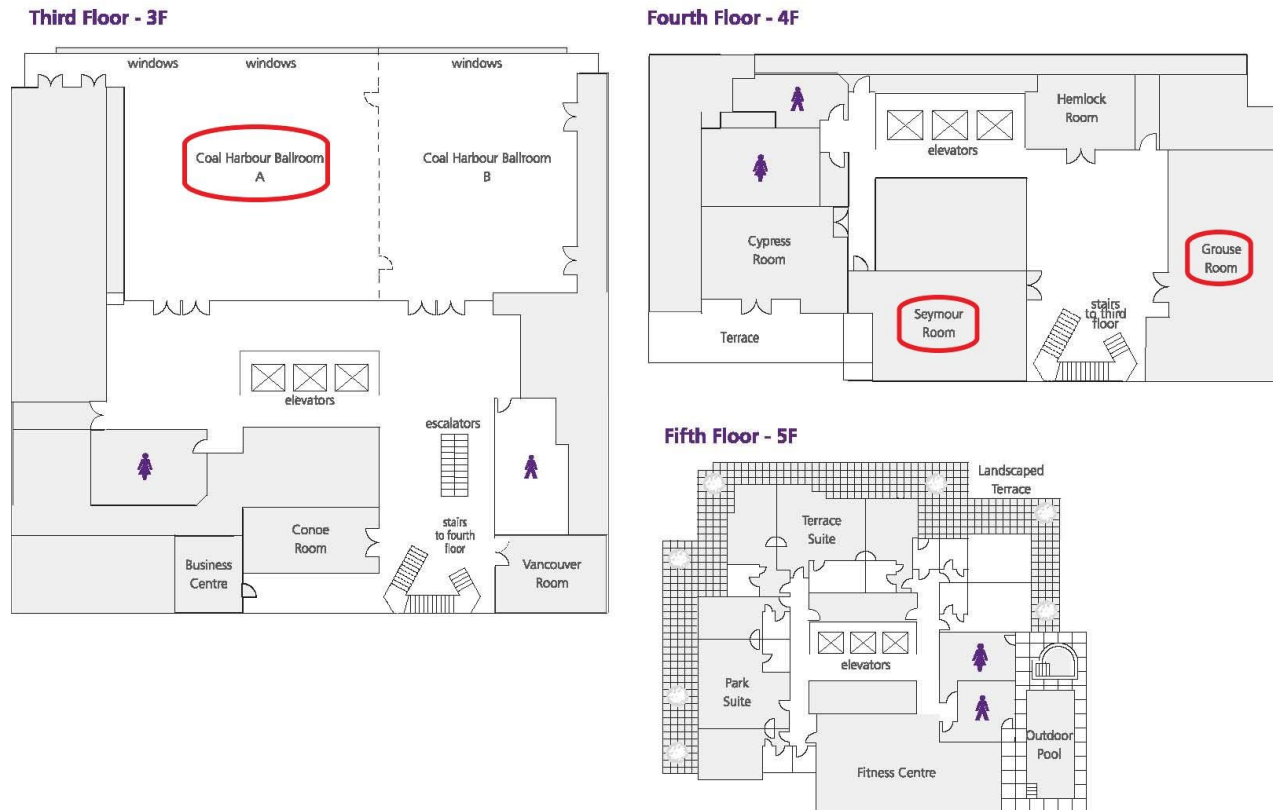 Third Floor - 3F
windows
windows
windows
Coal Harbour Ballroom
A
Coal Harbour Ballroom
B
elevators
escalators
stairs
to fourth
floor
Conoe
Room
Business
Centre
Vancouver
Room
Fourth Floor - 4F
Hemlock
Room
elevators
Cypress
Room
Grouse
Room
Seymour
Room
stairs
to third
floor
Terrace
Fifth Floor - 5F
Landscaped
Terrace
Terrace
Suite
elevators
Park
Suite
Outdoor
Pool
Fitness Centre